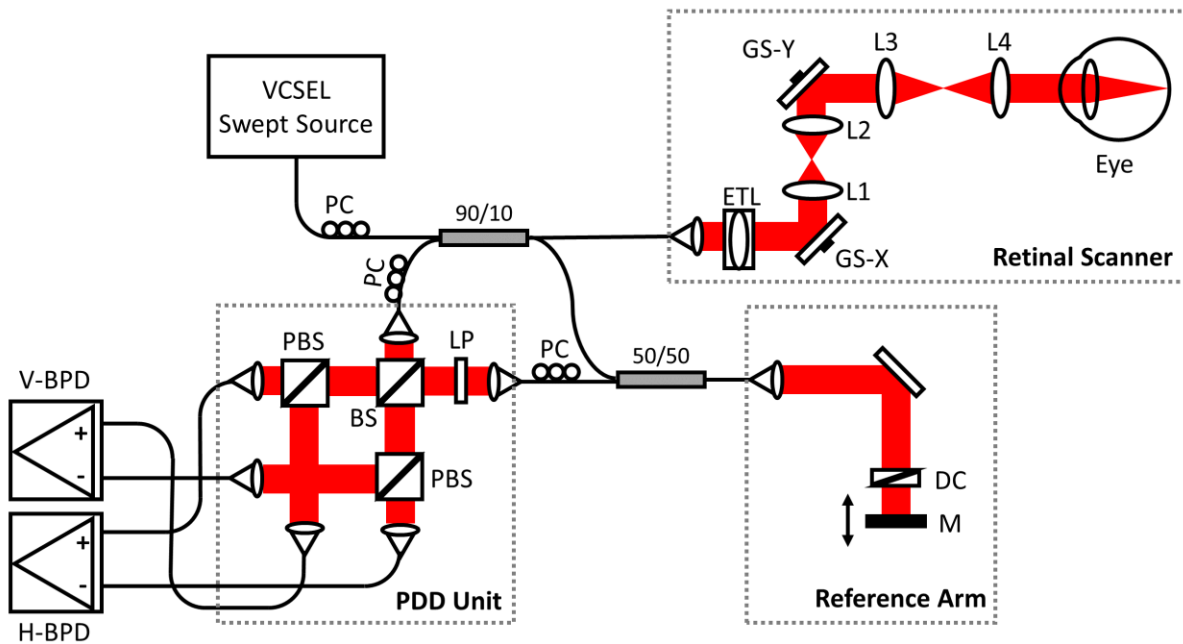 VCSEL
Swept Source
PC
90/10
PC
GS-Y
L3
L4
L2
Eye
ETL
L1
GS-X
Retinal Scanner
PBS
LP
BS
PBS
PDD Unit
PC
50/50
DC
M
Reference Arm
V-BPD
+
-
+
-
H-BPD